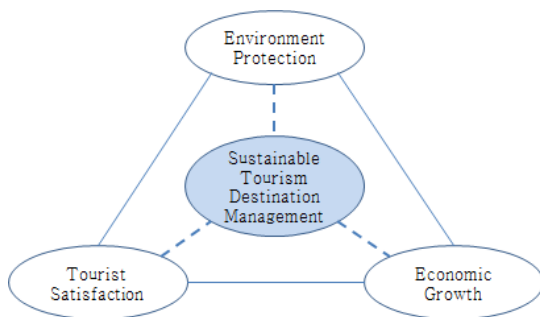 Environment
Protection
Sustainable
Tourism
Destination
Management
Tourist
Satisfaction
Economic
Growth